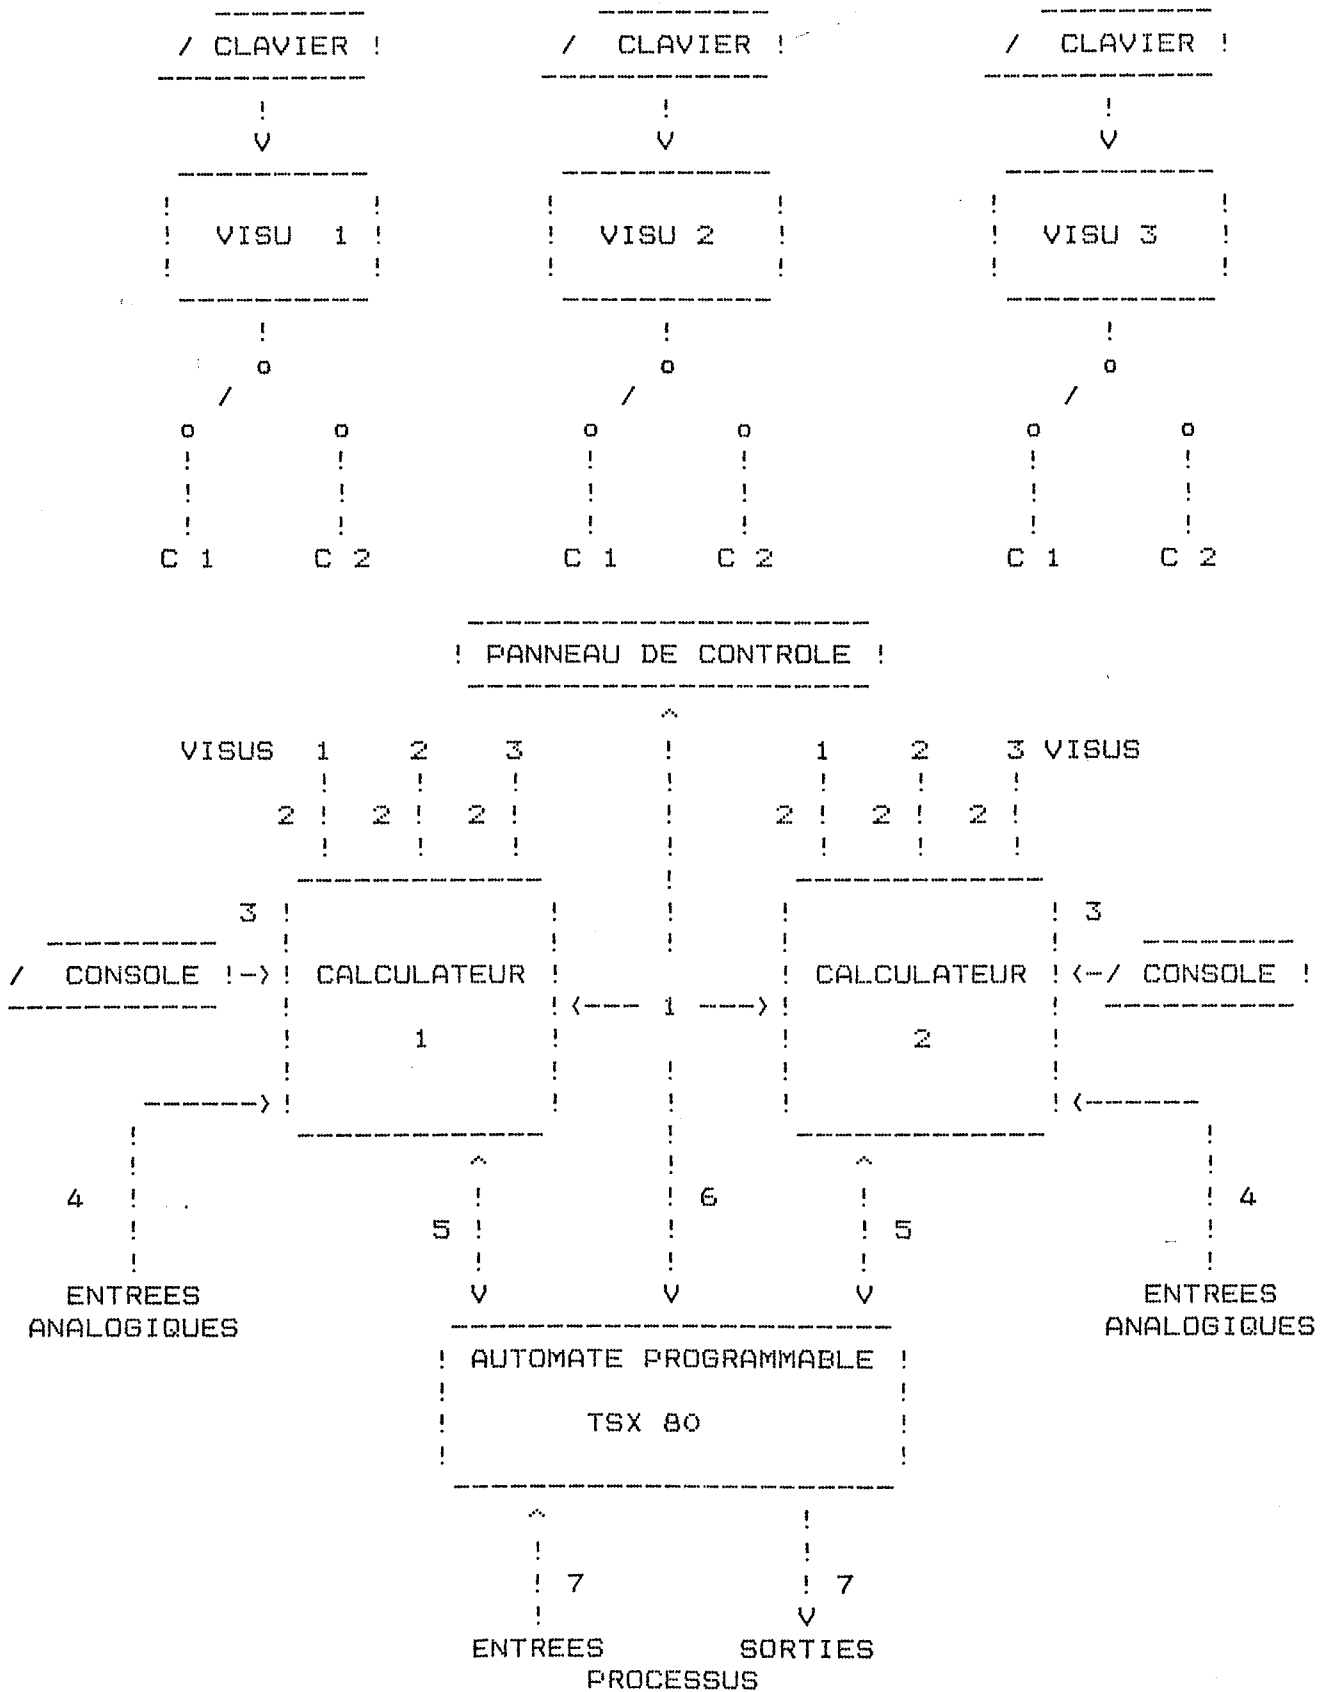 / CLAVIER ! / CLAVIER ! / CLAVIER !
VISU 1 VISU 2 VISU 3
o o o
o o o o o o
C 1 C 2 C 1 C 2 C 1 C 2
! PANNEAU DE CONTROLE !
VISUS 1 2 3 1 2 3 VISUS
2 2 2 2 2 2
3 3
/ CONSOLE !-> CALCULATEUR CALCULATEUR <-/ CONSOLE !
<--- 1 --->
1 2
4 6 4
5 5
ENTREES ENTREES
ANALOGIQUES ANALOGIQUES
! AUTOMATE PROGRAMMABLE !
TSX 80
7 7
ENTREES SORTIES
PROCESSUS